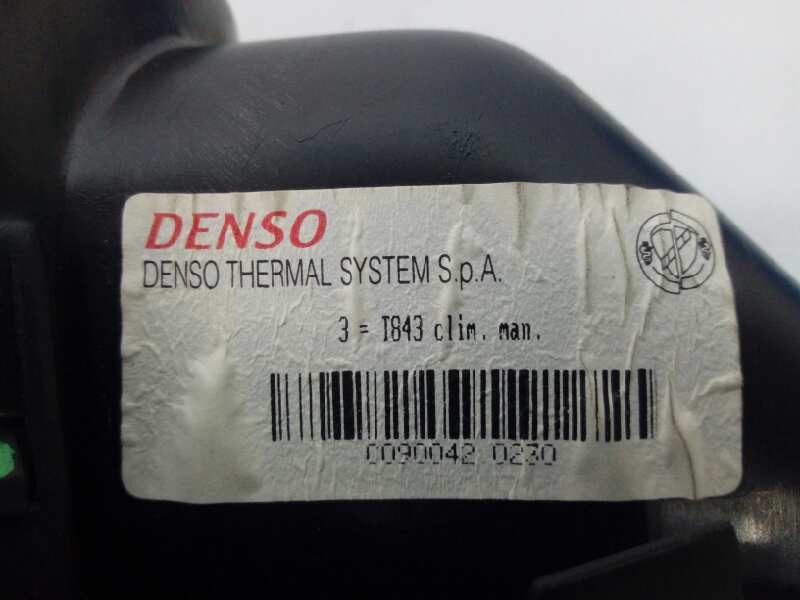 DENSO
DENSO THERMAL SYSTEM S.p.A.
3 = T843 clim. man.
C090042 0230